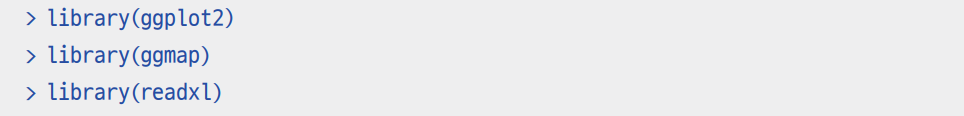 > library(ggplot2)
> library(ggmap)
> library(readxl)